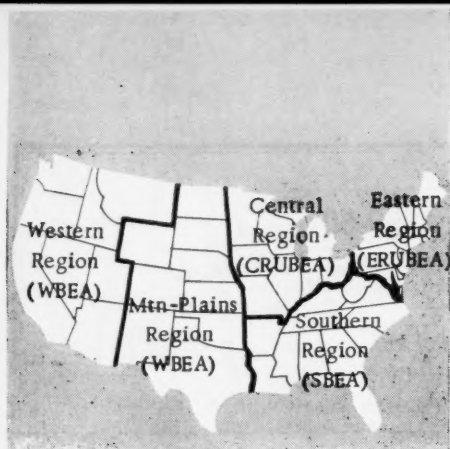 Western
Region
(WBEA)
Mtn-Plains
Region
(WBEA)
Central
Region
(CRUBEA)
Eastern
Region
(ERUBEA)
Southern
Region
(SBEA)